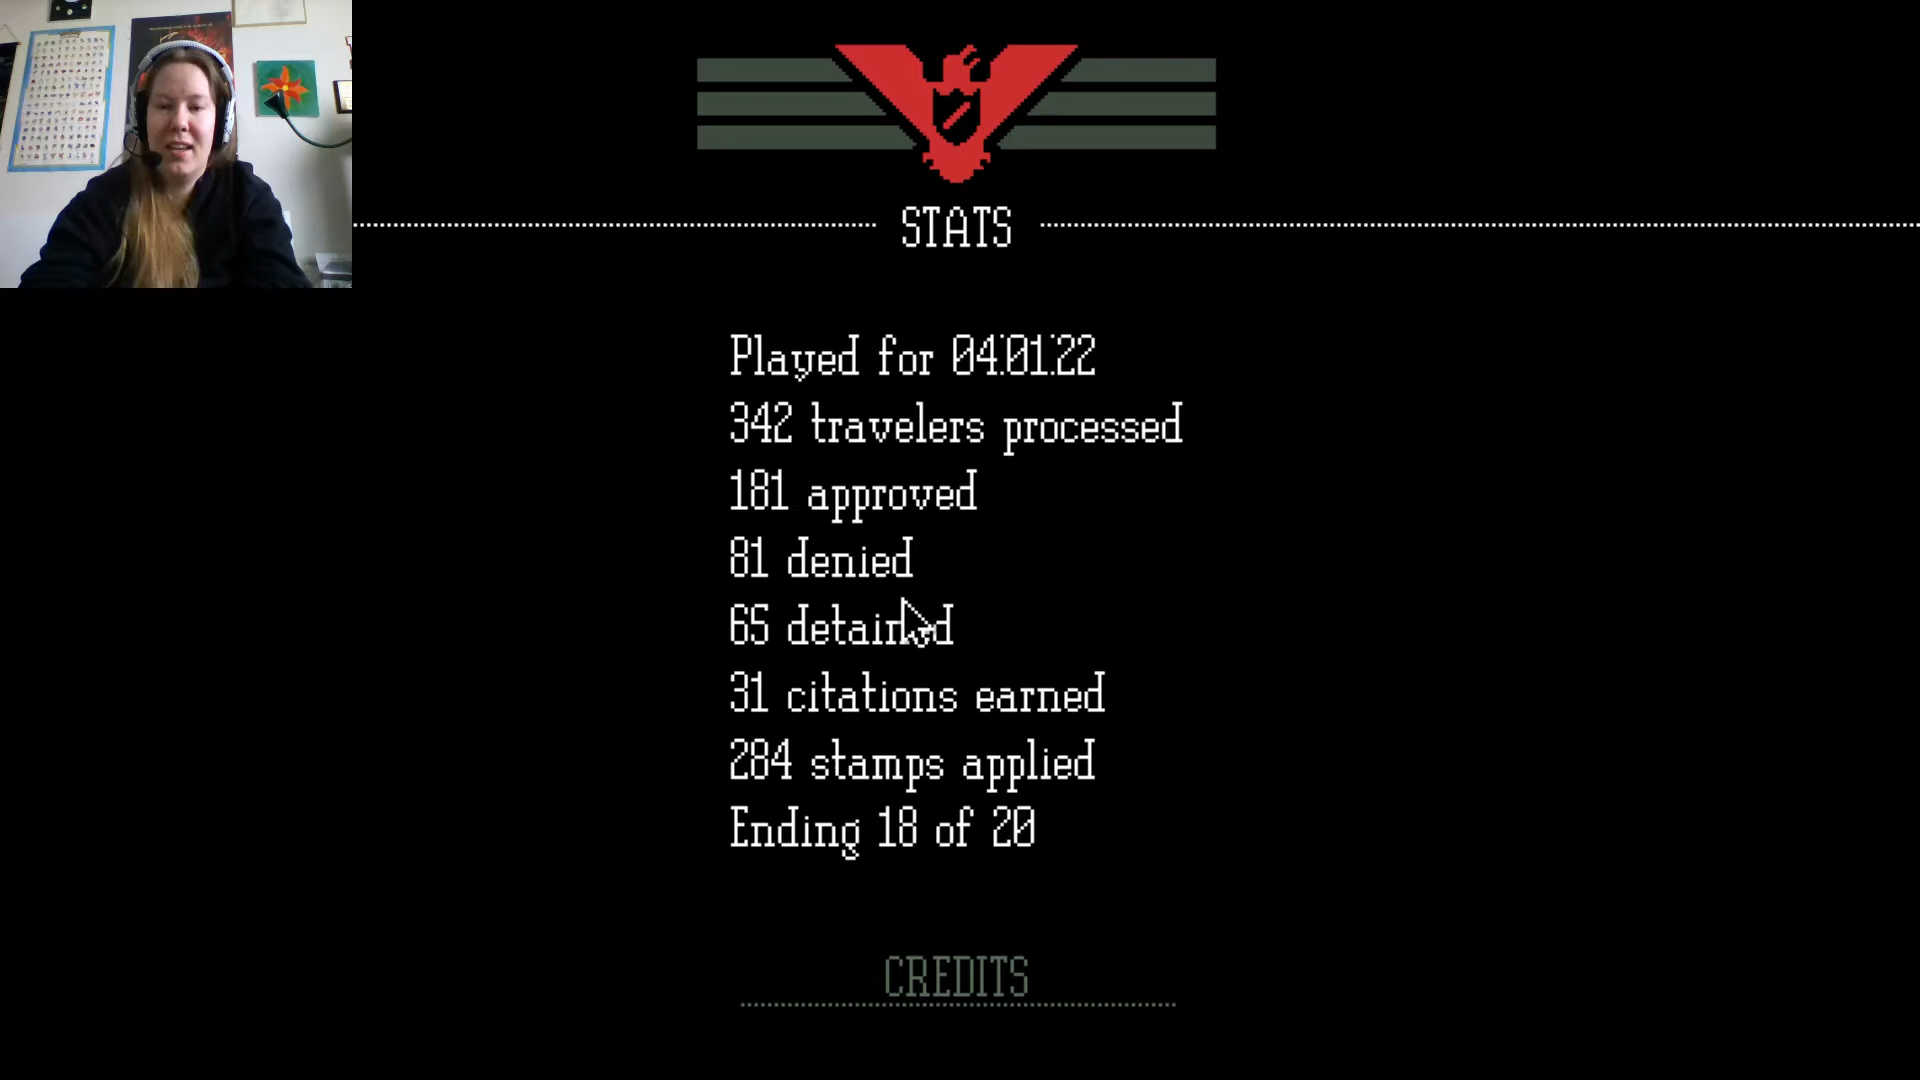 STATS
Played for 04:01:22
342 travelers processed
181 approved
81 denied
65 detained
31 citations earned
284 stamps applied
Ending 18 of 20
CREDITS